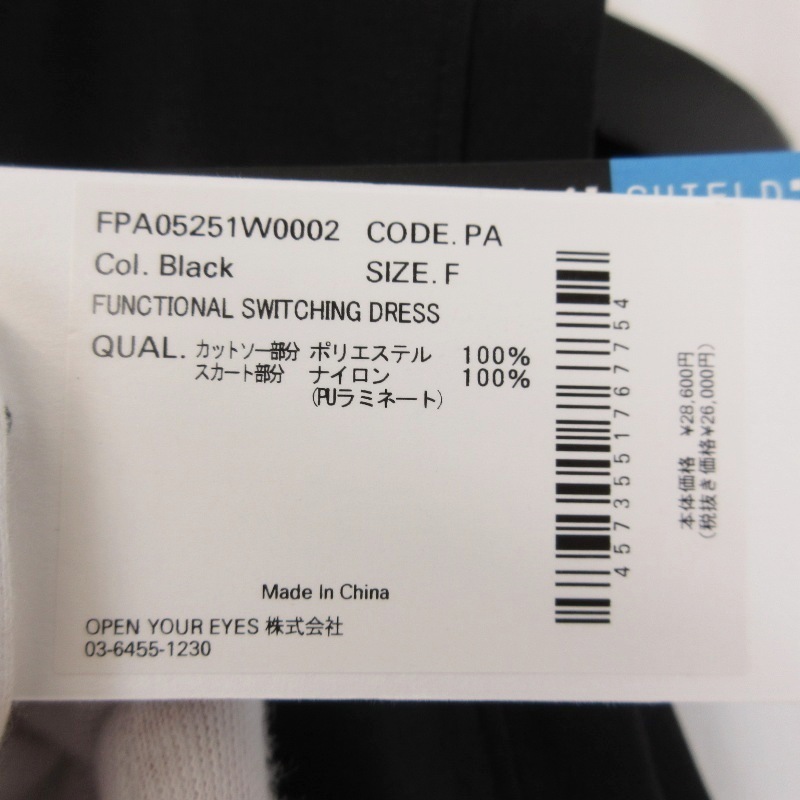 SHIELD
FPA05251W0002 CODE. PA
Col. Black SIZE. F
FUNCTIONAL SWITCHING DRESS
QUAL. カットソー部分 ポリエステル 100%
スカート部分 ナイロン 100%
(PUラミネート)
4573551767754
本体価格 ¥28,600円
(税抜き価格¥26,000円)
Made In China
OPEN YOUR EYES 株式会社
03-6455-1230